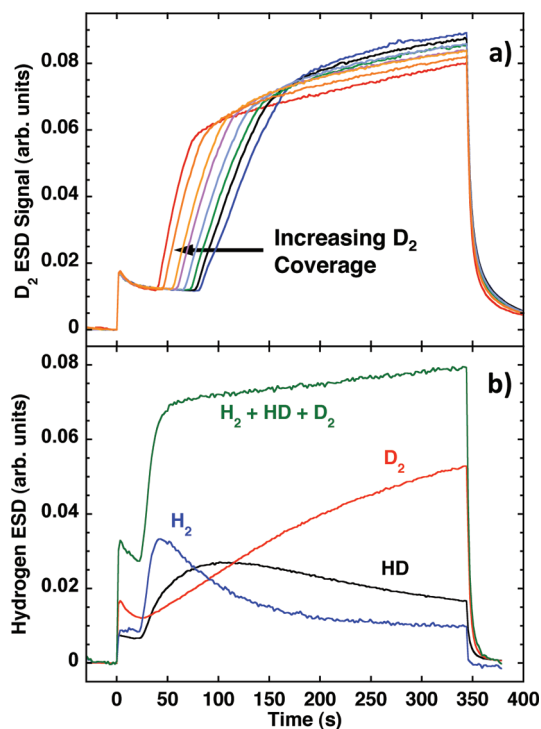 a)
0.08
0.06
0.04
0.02
0
D₂ ESD Signal (arb. units)
Increasing D₂
Coverage
b)
0.08
0.06
0.04
0.02
0
Hydrogen ESD (arb. units)
H₂ + HD + D₂
D₂
H₂
HD
0 50 100 150 200 250 300 350 400
Time (s)